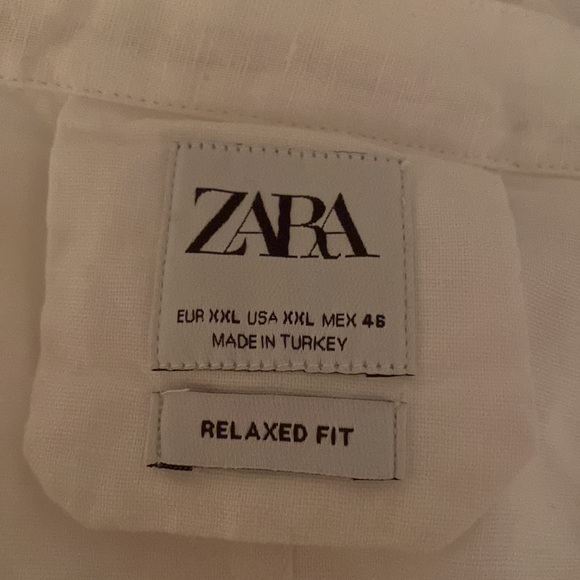 ZARA
EUR XXL USA XXL MEX 46
MADE IN TURKEY
RELAXED FIT